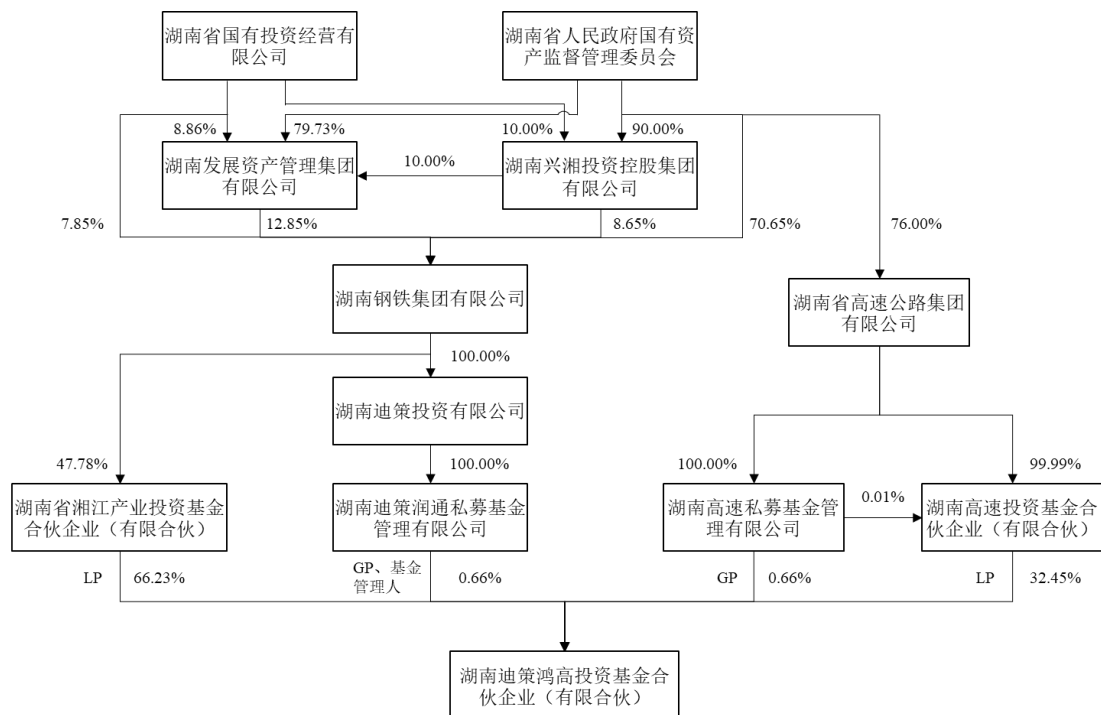 湖南省国有投资经营有
限公司
湖南省人民政府国有资
产监督管理委员会
8.86%
79.73%
10.00%
90.00%
湖南发展资产管理集团
有限公司
10.00%
湖南兴湘投资控股集团
有限公司
7.85%
12.85%
8.65%
70.65%
76.00%
湖南钢铁集团有限公司
湖南省高速公路集团
有限公司
100.00%
湖南迪策投资有限公司
47.78%
100.00%
100.00%
99.99%
湖南省湘江产业投资基金
合伙企业（有限合伙）
湖南迪策润通私募基金
管理有限公司
湖南高速私募基金管
理有限公司
0.01%
湖南高速投资基金合
伙企业（有限合伙）
LP
66.23%
GP、基金
管理人
0.66%
GP
0.66%
LP
32.45%
湖南迪策鸿高投资基金合
伙企业（有限合伙）